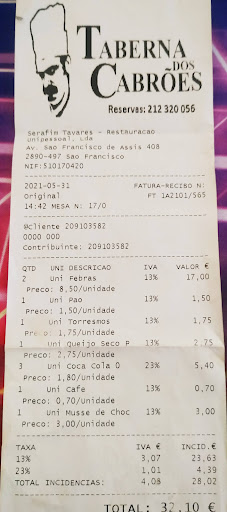 TABERNA
DOS
CABRÕES
Reservas: 212 320 056
Serafim Tavares - Restauracao
Unipessoal, Lda
Av. Sao Francisco de Assis 408
2890-497 Sao Francisco
NIF:510170420
2021-05-31 FATURA-RECIBO N:
Original FT 1A2101/565
14:42 MESA N: 17/0
@cliente 209103582
0000 000
Contribuinte: 209103582
QTD UNI DESCRICAO IVA VALOR €
2 Uni Febras 13% 17,00
Preco: 8,50/Unidade
1 Uni Pao 13% 1,50
Preco: 1,50/Unidade
1 Uni Torresmos 13% 1,75
Preco: 1,75/Unidade
1 Uni Queijo Seco P 13% 2,75
Preco: 2,75/Unidade
3 Uni Coca Cola 0 23% 5,40
Preco: 1,80/Unidade
1 Uni Cafe 13% 0,70
Preco: 0,70/Unidade
1 Uni Musse de Choc 13% 3,00
Preco: 3,00/Unidade
TAXA IVA INCID.€
13% 3,07 23,63
23% 1,01 4,39
TOTAL INCIDENCIAS: 4,08 28,02
TOTAL: 32,10 €